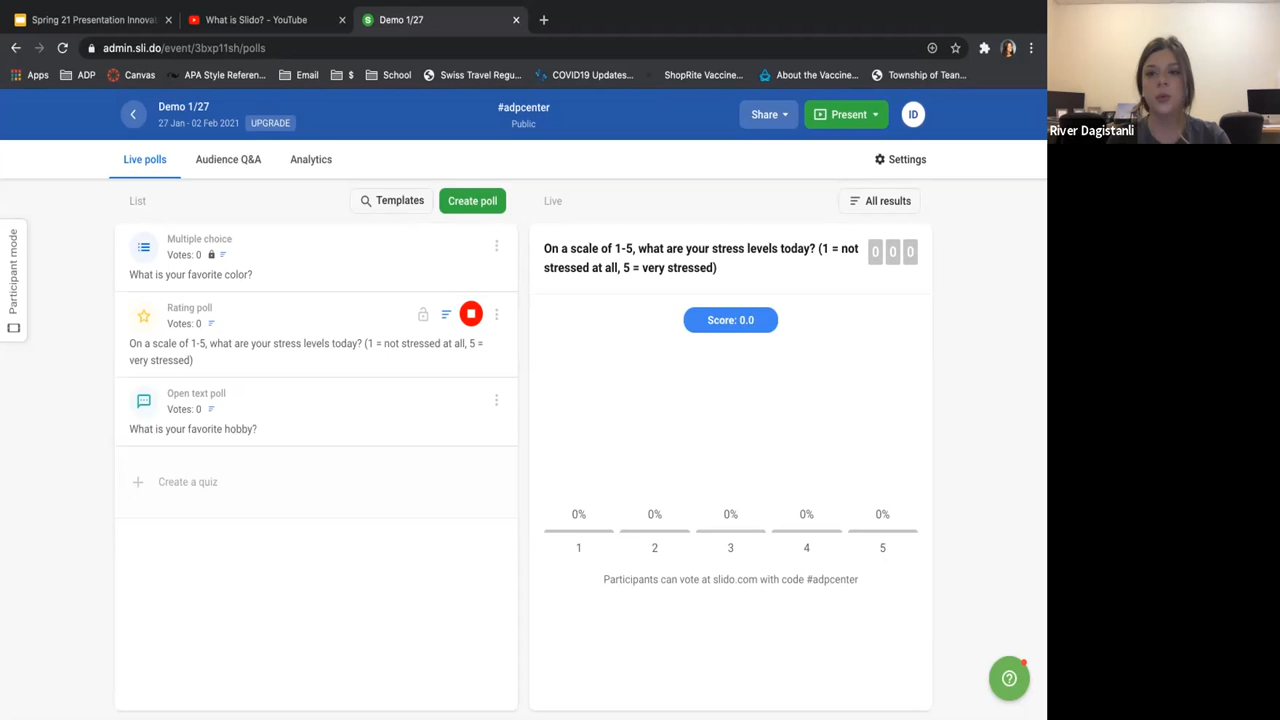 Spring 21 Presentation Innova
What is Slido? - YouTube
Demo 1/27
admin.sli.do/event/3bxp11sh/polls
Apps
ADP
Canvas
APA Style Referen...
Email
$
School
Swiss Travel Regu...
COVID19 Updates...
ShopRite Vaccine...
About the Vaccine...
Township of Tean...
River Dagistanli
Demo 1/27
27 Jan - 02 Feb 2021 UPGRADE
#adpcenter
Public
Share
Present
ID
Live polls
Audience Q&A
Analytics
Settings
Participant mode
List
Templates
Create poll
Multiple choice
Votes: 0
What is your favorite color?
Rating poll
Votes: 0
On a scale of 1-5, what are your stress levels today? (1 = not stressed at all, 5 =
very stressed)
Open text poll
Votes: 0
What is your favorite hobby?
Create a quiz
Live
All results
On a scale of 1-5, what are your stress levels today? (1 = not
stressed at all, 5 = very stressed)
0 0 0
Score: 0.0
0% 0% 0% 0% 0%
1 2 3 4 5
Participants can vote at slido.com with code #adpcenter